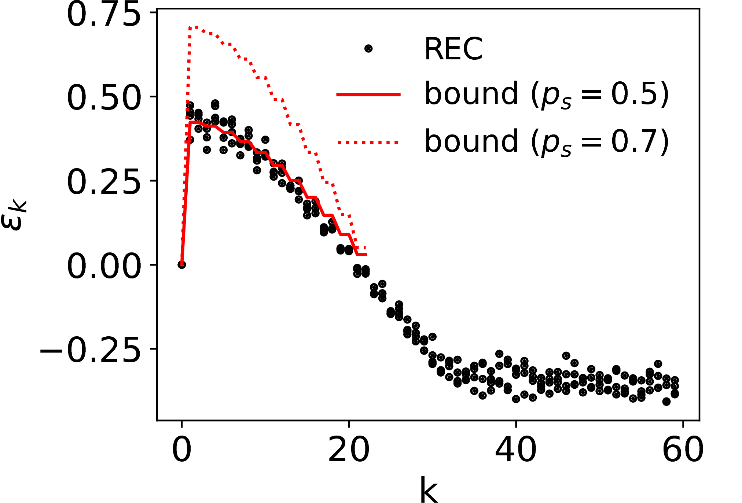 0.75
0.50
0.25
0.00
−0.25
ε_k
0
20
40
60
k
REC
bound (p_s = 0.5)
bound (p_s = 0.7)